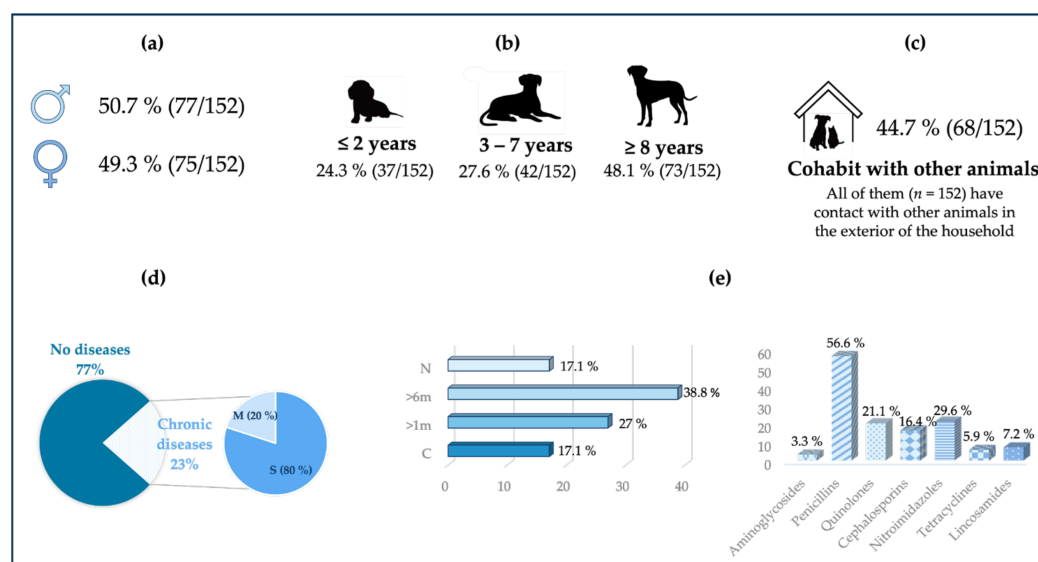 (a)
50.7 % (77/152)
49.3 % (75/152)
(b)
≤ 2 years
24.3 % (37/152)
3 – 7 years
27.6 % (42/152)
≥ 8 years
48.1 % (73/152)
(c)
44.7 % (68/152)
Cohabit with other animals
All of them (n = 152) have
contact with other animals in
the exterior of the household
(d)
No diseases
77%
Chronic
diseases
23%
M (20 %)
S (80 %)
(e)
N
17.1 %
>6m
38.8 %
>1m
27 %
C
17.1 %
0 10 20 30 40
60
50
40
30
20
10
0
3.3 %
56.6 %
21.1 %
16.4 %
29.6 %
5.9 %
7.2 %
Aminoglycosides
Penicillins
Quinolones
Cephalosporins
Nitroimidazoles
Tetracyclines
Lincosamides